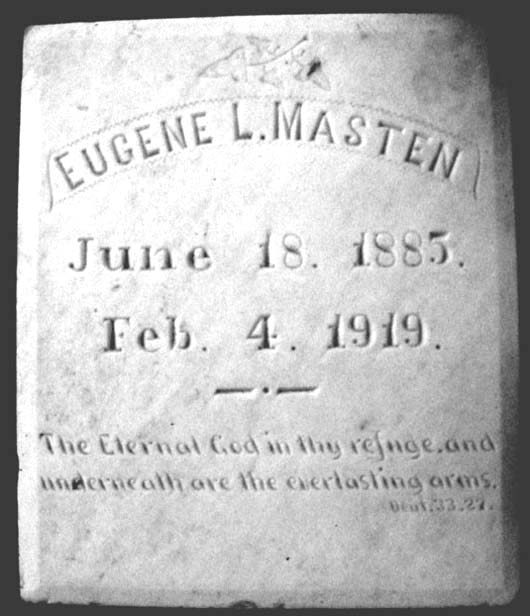 EUGENE L. MASTEN
June 18. 1885.
Feb. 4. 1919.
The Eternal God in thy refuge, and
underneath are the everlasting arms.
Deut. 33. 27.